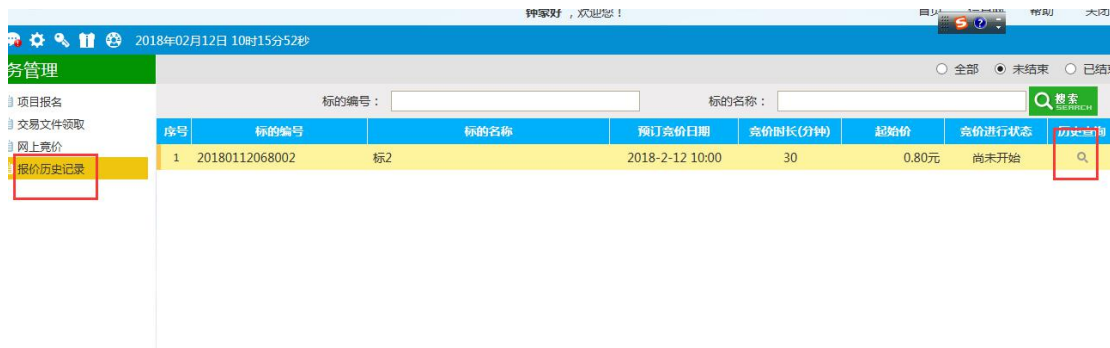 钟家好，欢迎您！
帮助
2018年02月12日 10时15分52秒
务管理
全部 未结束 已结束
项目报名
交易文件领取
网上竞价
报价历史记录
标的编号： 标的名称： 搜索
SEARCH
序号 标的编号 标的名称 预订竞价日期 竞价时长(分钟) 起始价 竞价进行状态 历史查询
1 20180112068002 标2 2018-2-12 10:00 30 0.80元 尚未开始